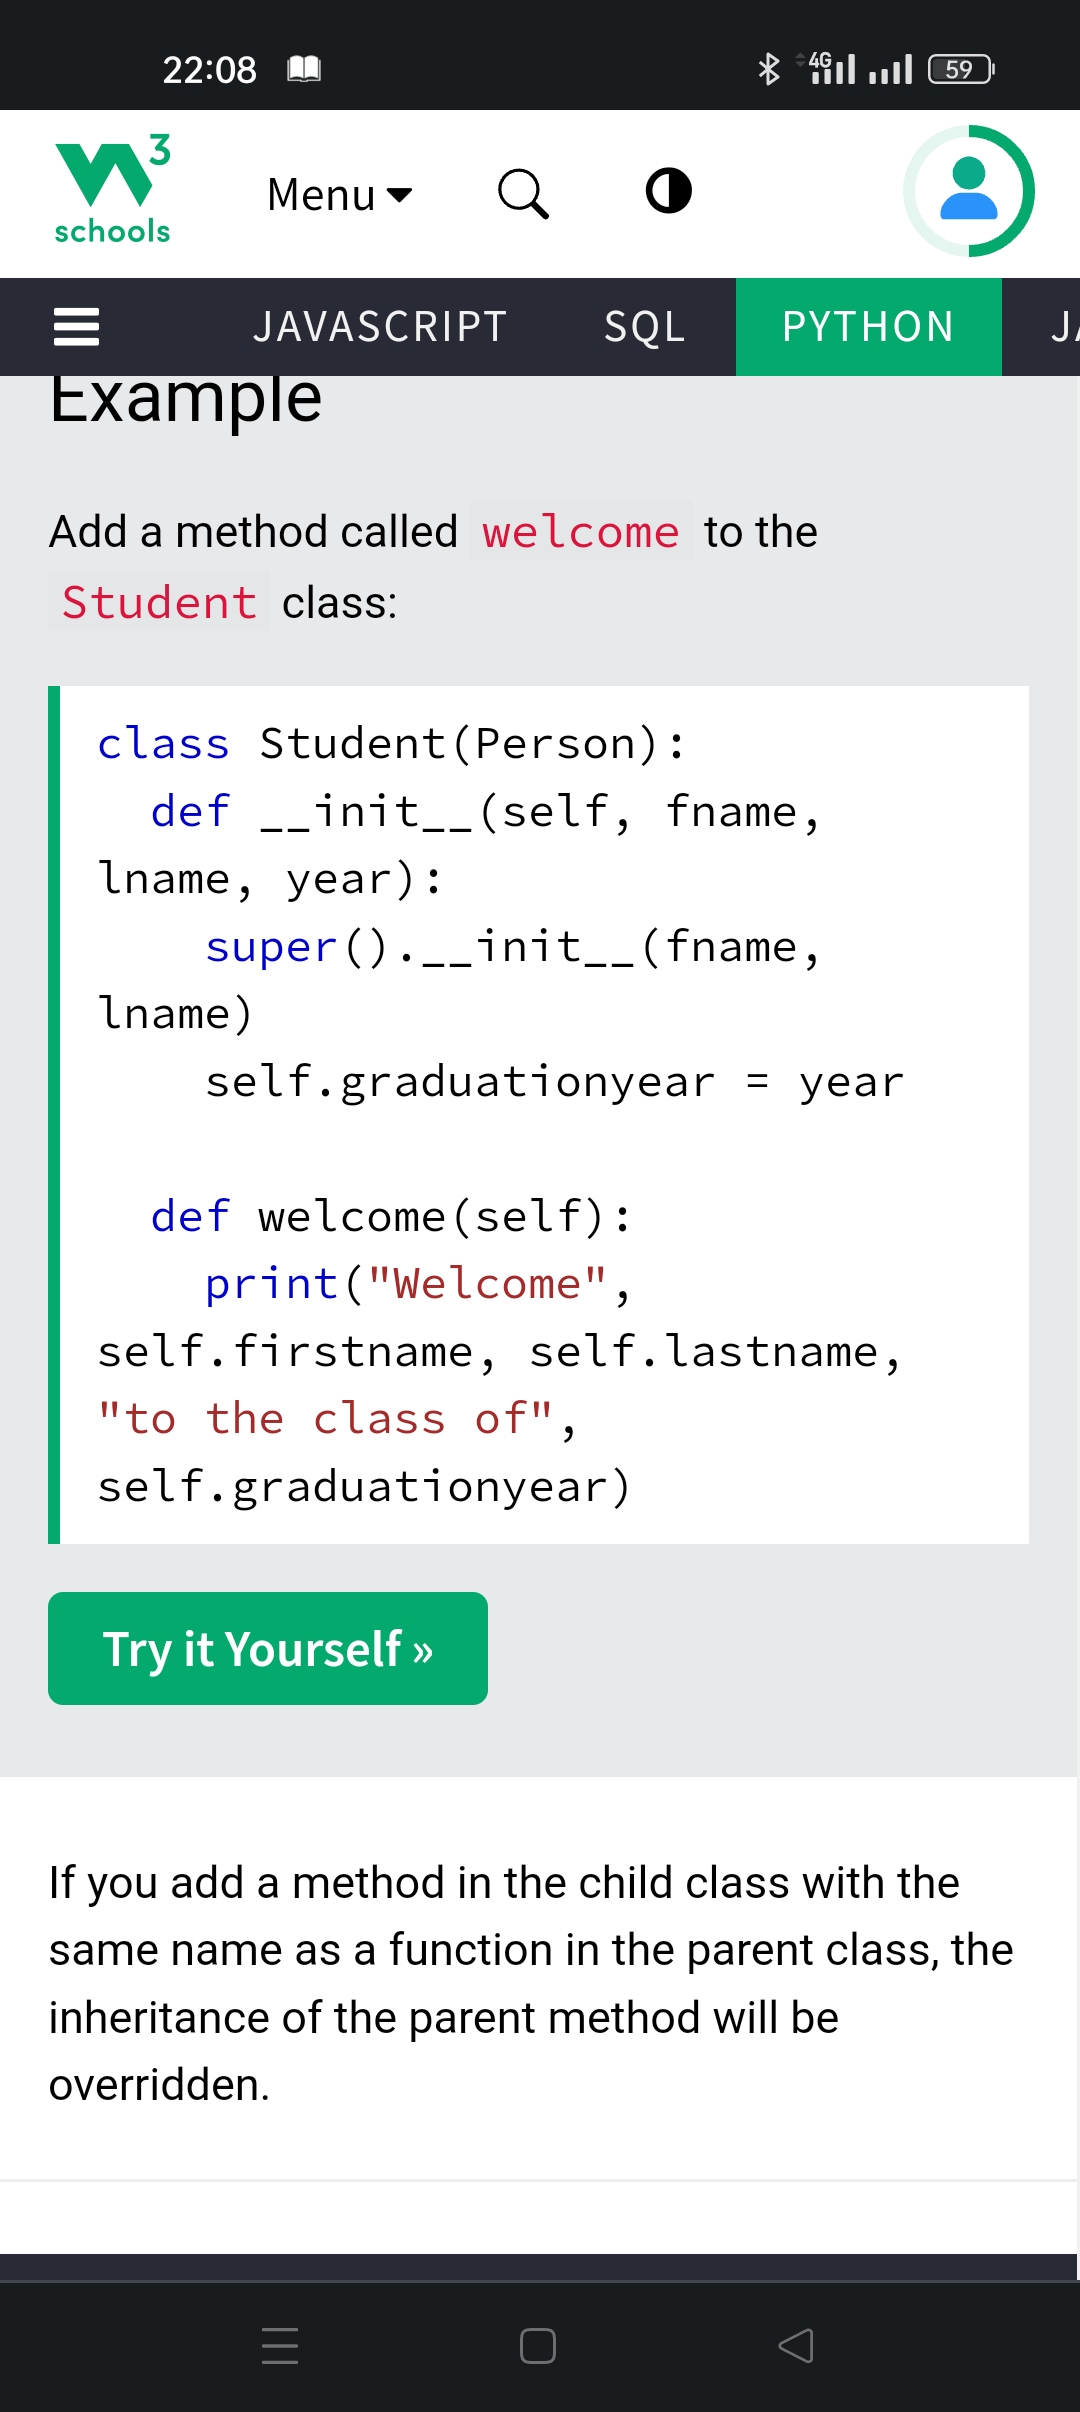 22:08
4G
59
W3
schools
Menu
JAVASCRIPT SQL PYTHON JA
Example
Add a method called welcome to the
Student class:
class Student(Person):
  def __init__(self, fname,
lname, year):
    super().__init__(fname,
lname)
    self.graduationyear = year
  def welcome(self):
    print("Welcome",
self.firstname, self.lastname,
"to the class of",
self.graduationyear)
Try it Yourself »
If you add a method in the child class with the
same name as a function in the parent class, the
inheritance of the parent method will be
overridden.